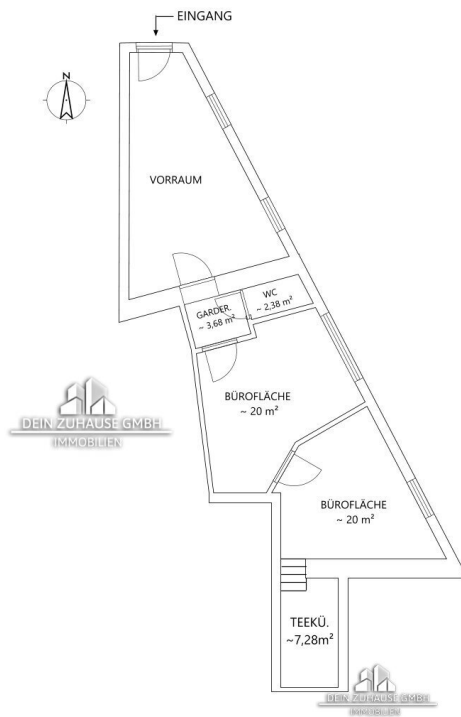 EINGANG
N
VORRAUM
WC
~ 2,38 m²
GARDER.
~ 3,68 m²
BÜROFLÄCHE
~ 20 m²
DEIN ZUHAUSE GMBH
IMMOBILIEN
BÜROFLÄCHE
~ 20 m²
TEEKÜ.
~7,28m²
DEIN ZUHAUSE GMBH
IMMOBILIEN